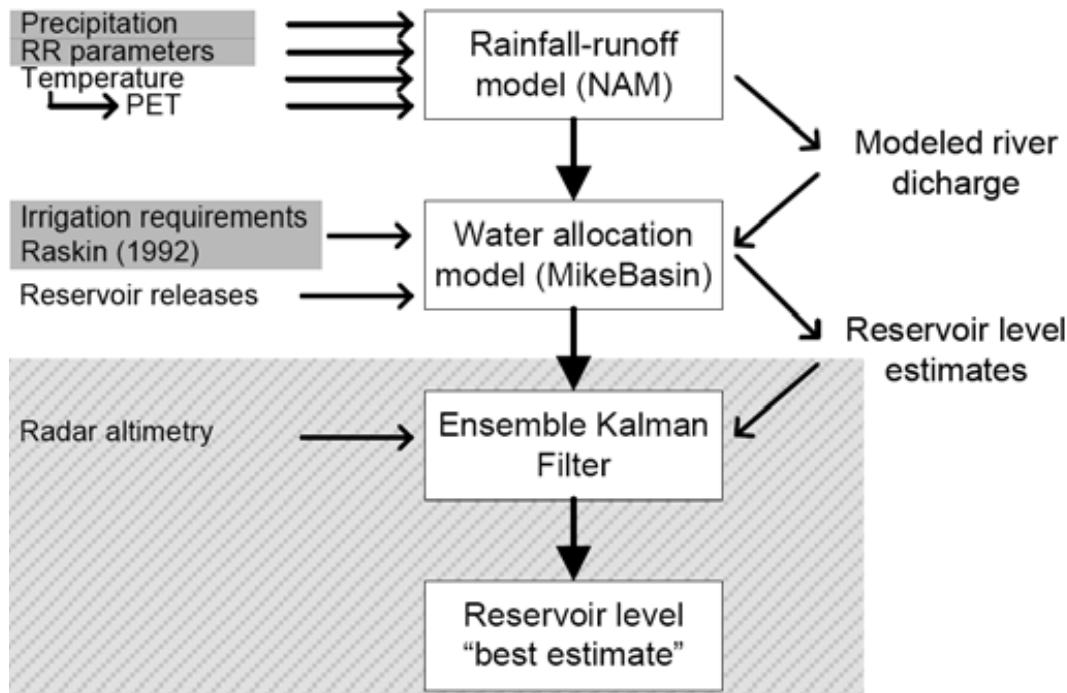 Precipitation
RR parameters
Temperature
PET
Rainfall-runoff
model (NAM)
Modeled river
dicharge
Irrigation requirements
Raskin (1992)
Reservoir releases
Water allocation
model (MikeBasin)
Reservoir level
estimates
Radar altimetry
Ensemble Kalman
Filter
Reservoir level
“best estimate”